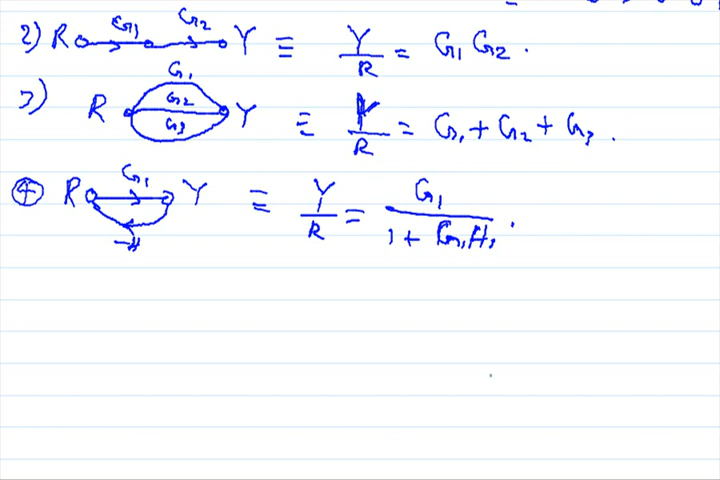 2) R G1 G2 Y ≡ Y/R = G1 G2 .
3) R G1 G2 G3 Y ≡ Y/R = G1 + G2 + G3 .
④ R G1 -H Y ≡ Y/R = G1 / 1 + G1H1 .